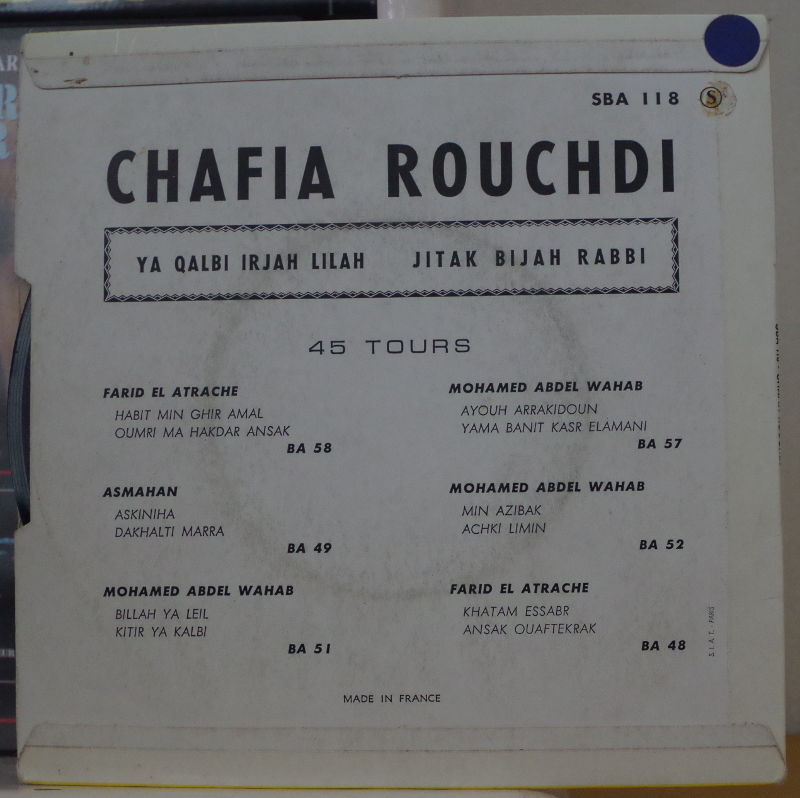 SBA 118 S
CHAFIA ROUCHDI
YA QALBI IRJAH LILAH JITAK BIJAH RABBI
45 TOURS
FARID EL ATRACHE
HABIT MIN GHIR AMAL
OUMRI MA HAKDAR ANSAK
BA 58
MOHAMED ABDEL WAHAB
AYOUH ARRAKIDOUN
YAMA BANIT KASR ELAMANI
BA 57
ASMAHAN
ASKINIHA
DAKHALTI MARRA
BA 49
MOHAMED ABDEL WAHAB
MIN AZIBAK
ACHKI LIMIN
BA 52
MOHAMED ABDEL WAHAB
BILLAH YA LEIL
KITIR YA KALBI
BA 51
FARID EL ATRACHE
KHATAM ESSABR
ANSAK OUAFTEKRAK
BA 48
S.I.A.T. - PARIS
MADE IN FRANCE